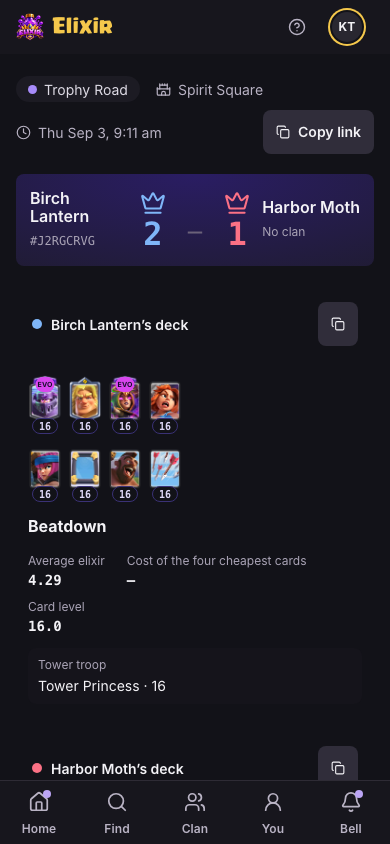 Elixir
KT
Trophy Road
Spirit Square
Thu Sep 3, 9:11 am
Copy link
Birch Lantern
#J2RGCRVG
2 – 1
Harbor Moth
No clan
Birch Lantern’s deck
EVO EVO
16 16 16 16
16 16 16 16
Beatdown
Average elixir
4.29
Cost of the four cheapest cards
–
Card level
16.0
Tower troop
Tower Princess · 16
Harbor Moth’s deck
Home Find Clan You Bell